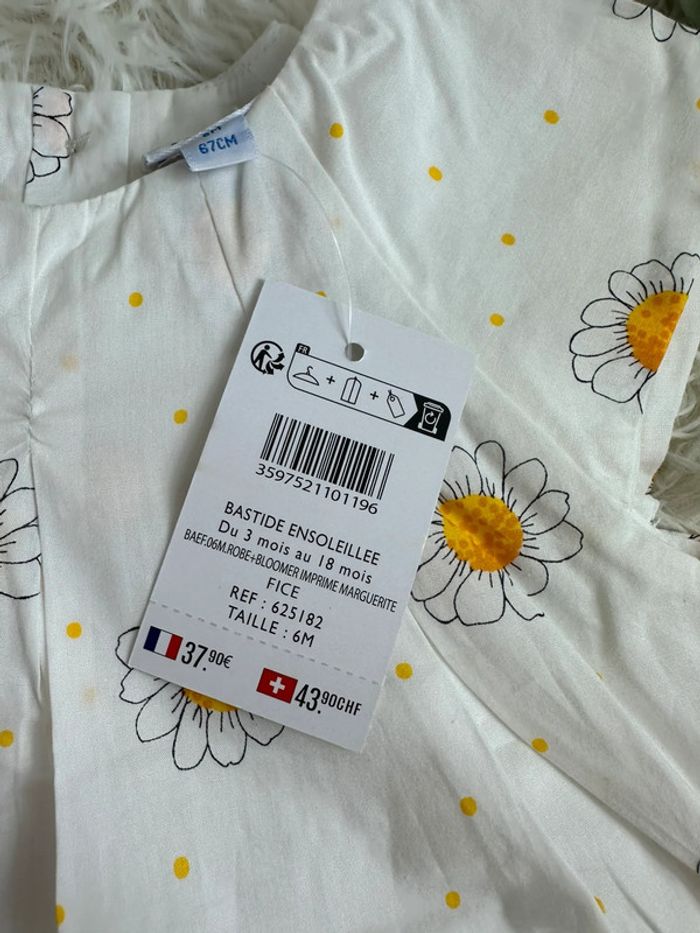 67CM
FR
3597521101196
BASTIDE ENSOLEILLEE
Du 3 mois au 18 mois
BAEF.06M.ROBE+BLOOMER IMPRIME MARGUERITE
FICE
REF : 625182
TAILLE : 6M
37.90€
43.90CHF